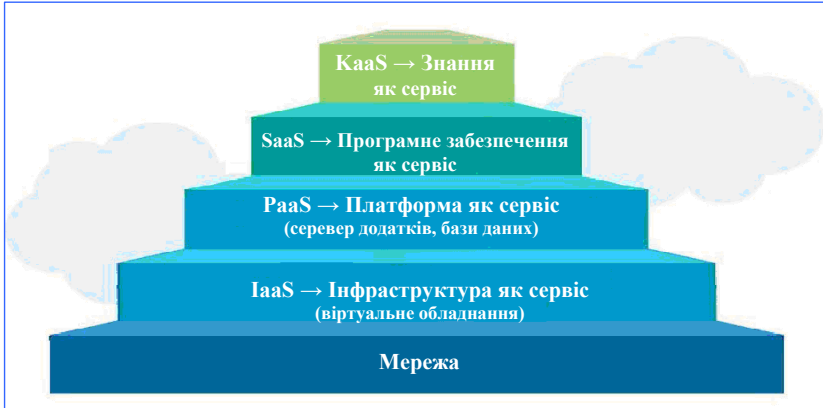 KaaS → Знання
як сервіс
SaaS → Програмне забезпечення
як сервіс
PaaS → Платформа як сервіс
(серевер додатків, бази даних)
IaaS → Інфраструктура як сервіс
(віртуальне обладнання)
Мережа